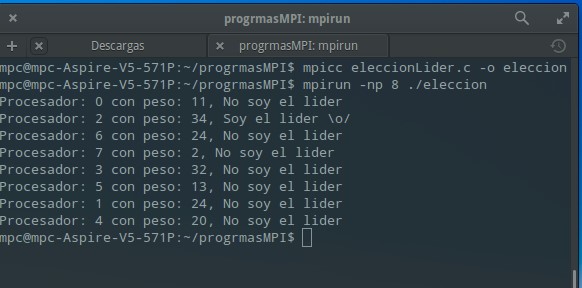 progrmasMPI: mpirun
Descargas
progrmasMPI: mpirun
mpc@mpc-Aspire-V5-571P:~/progrmasMPI$ mpicc eleccionLider.c -o eleccion
mpc@mpc-Aspire-V5-571P:~/progrmasMPI$ mpirun -np 8 ./eleccion
Procesador: 0 con peso: 11, No soy el lider
Procesador: 2 con peso: 34, Soy el lider \o/
Procesador: 6 con peso: 24, No soy el lider
Procesador: 7 con peso: 2, No soy el lider
Procesador: 3 con peso: 32, No soy el lider
Procesador: 5 con peso: 13, No soy el lider
Procesador: 1 con peso: 24, No soy el lider
Procesador: 4 con peso: 20, No soy el lider
mpc@mpc-Aspire-V5-571P:~/progrmasMPI$